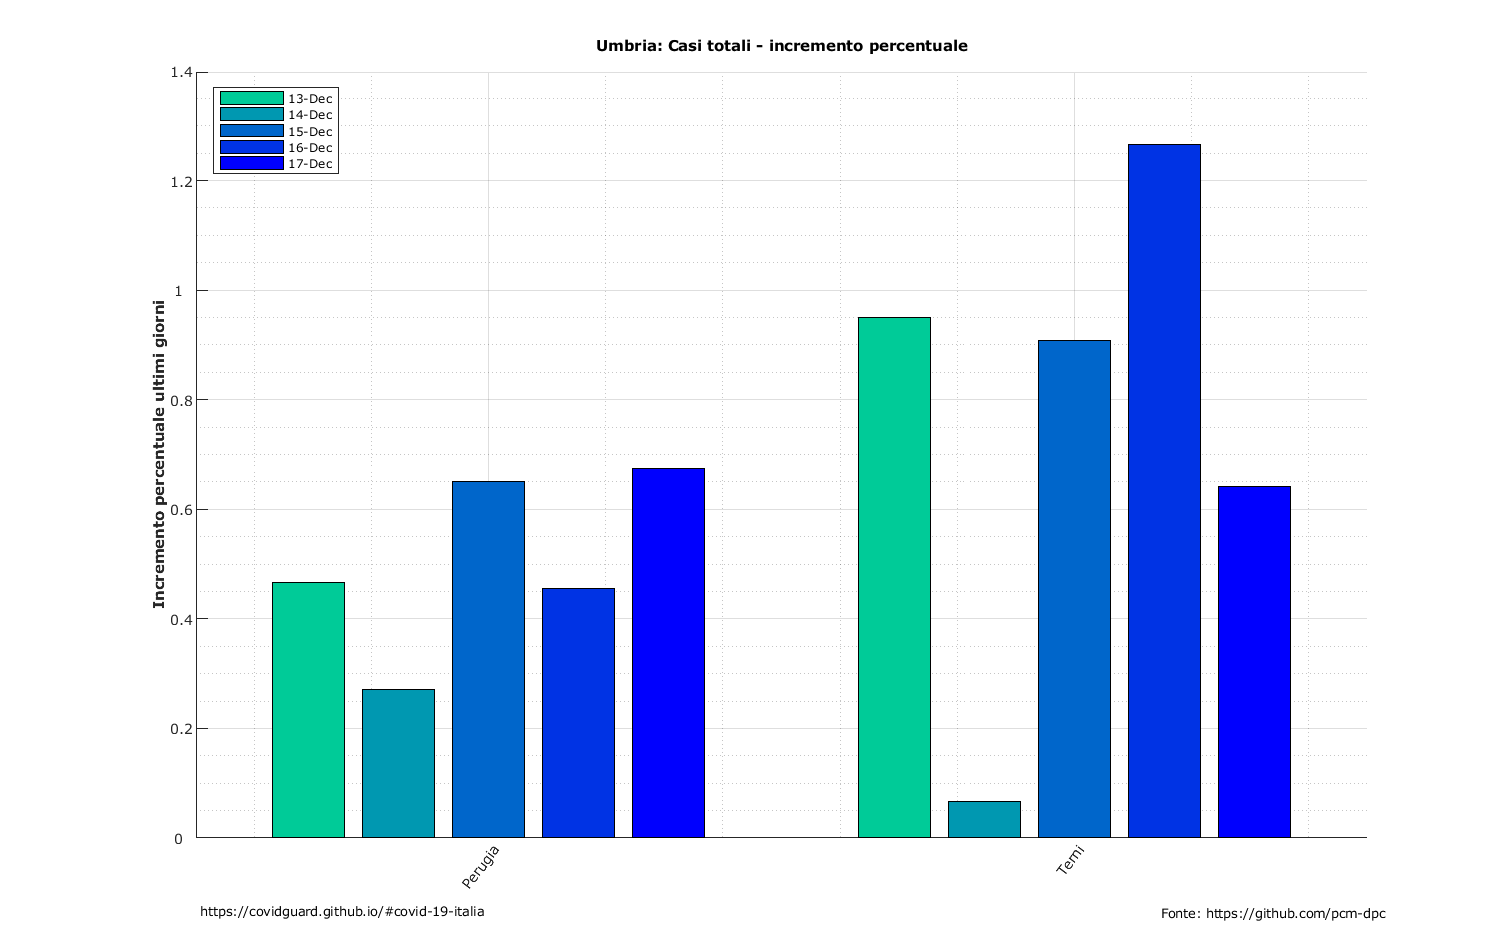 Umbria: Casi totali - incremento percentuale
1.4
1.2
1
0.8
0.6
0.4
0.2
0
Incremento percentuale ultimi giorni
13-Dec
14-Dec
15-Dec
16-Dec
17-Dec
Perugia
Terni
https://covidguard.github.io/#covid-19-italia
Fonte: https://github.com/pcm-dpc